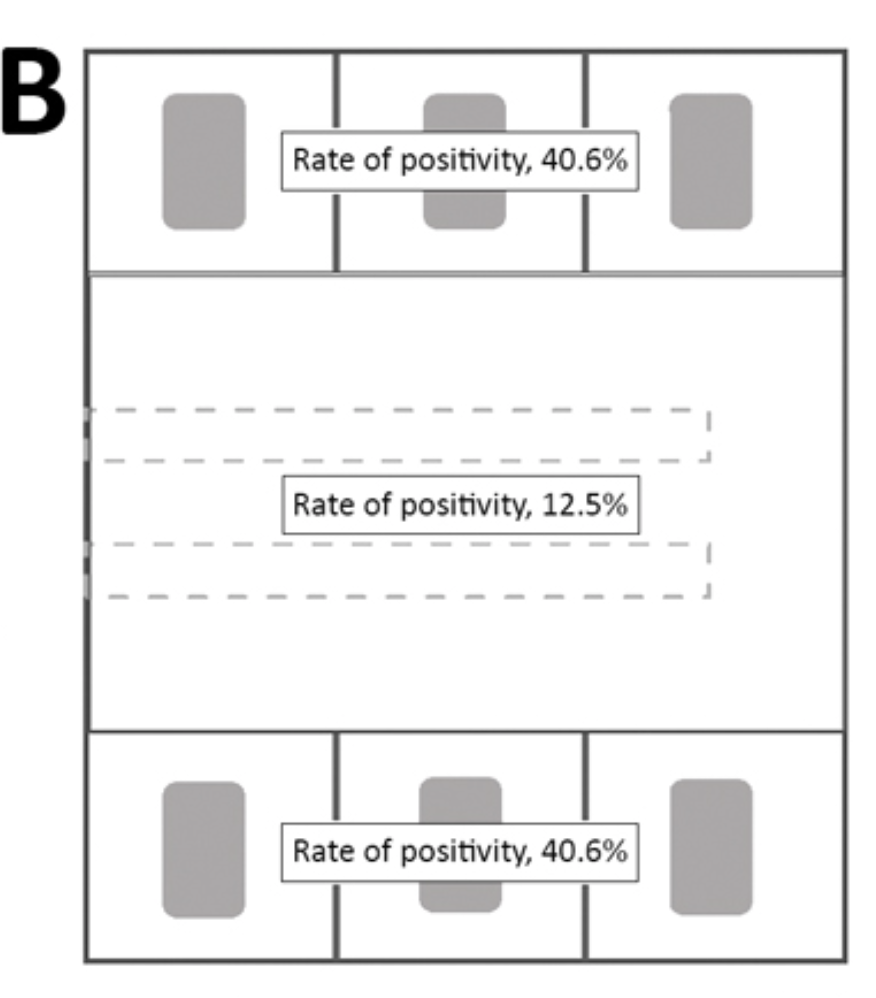 B
Rate of positivity, 40.6%
Rate of positivity, 12.5%
Rate of positivity, 40.6%